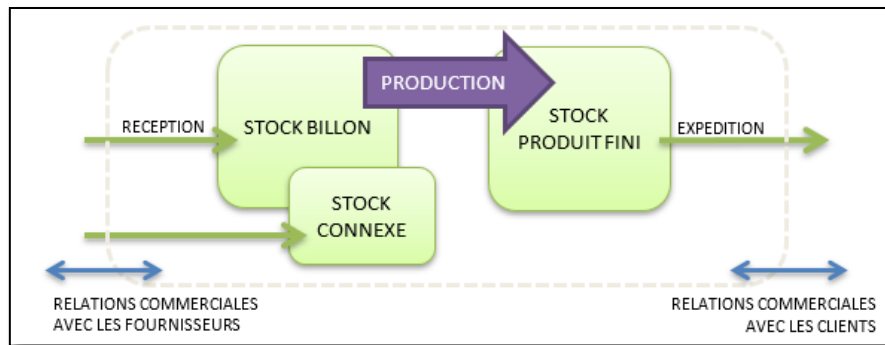 PRODUCTION
RECEPTION
STOCK BILLON
STOCK
PRODUIT FINI
EXPEDITION
STOCK
CONNEXE
RELATIONS COMMERCIALES
AVEC LES FOURNISSEURS
RELATIONS COMMERCIALES
AVEC LES CLIENTS